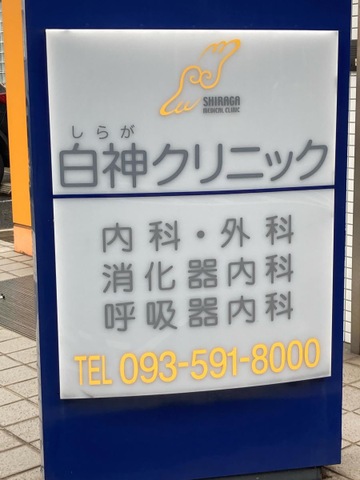 SHIRAGA
MEDICAL CLINIC
しらが
白神クリニック
内科・外科
消化器内科
呼吸器内科
TEL 093-591-8000